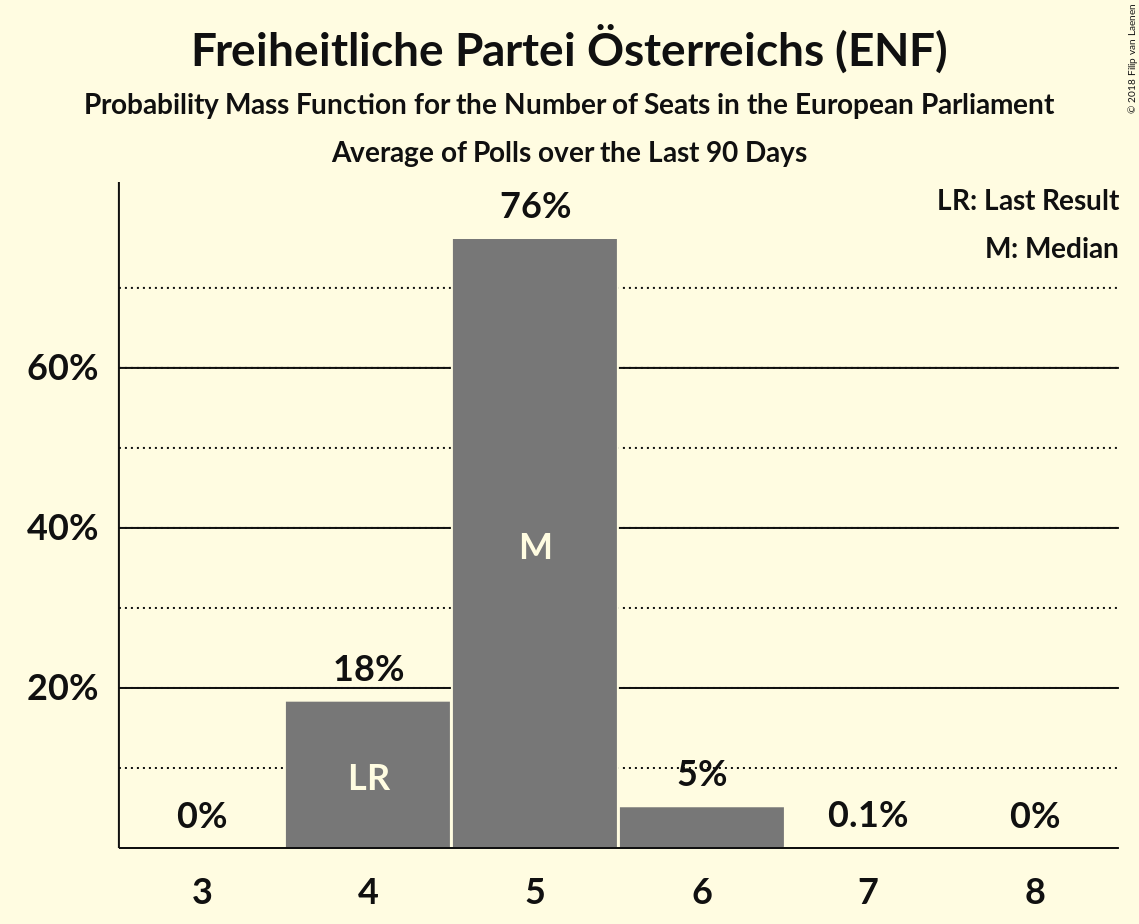 Freiheitliche Partei Österreichs (ENF)
Probability Mass Function for the Number of Seats in the European Parliament
Average of Polls over the Last 90 Days
© 2018 Filip van Laenen
LR: Last Result
M: Median
76%
60%
40%
M
18%
20%
LR
5%
0%
0.1%
0%
3 4 5 6 7 8